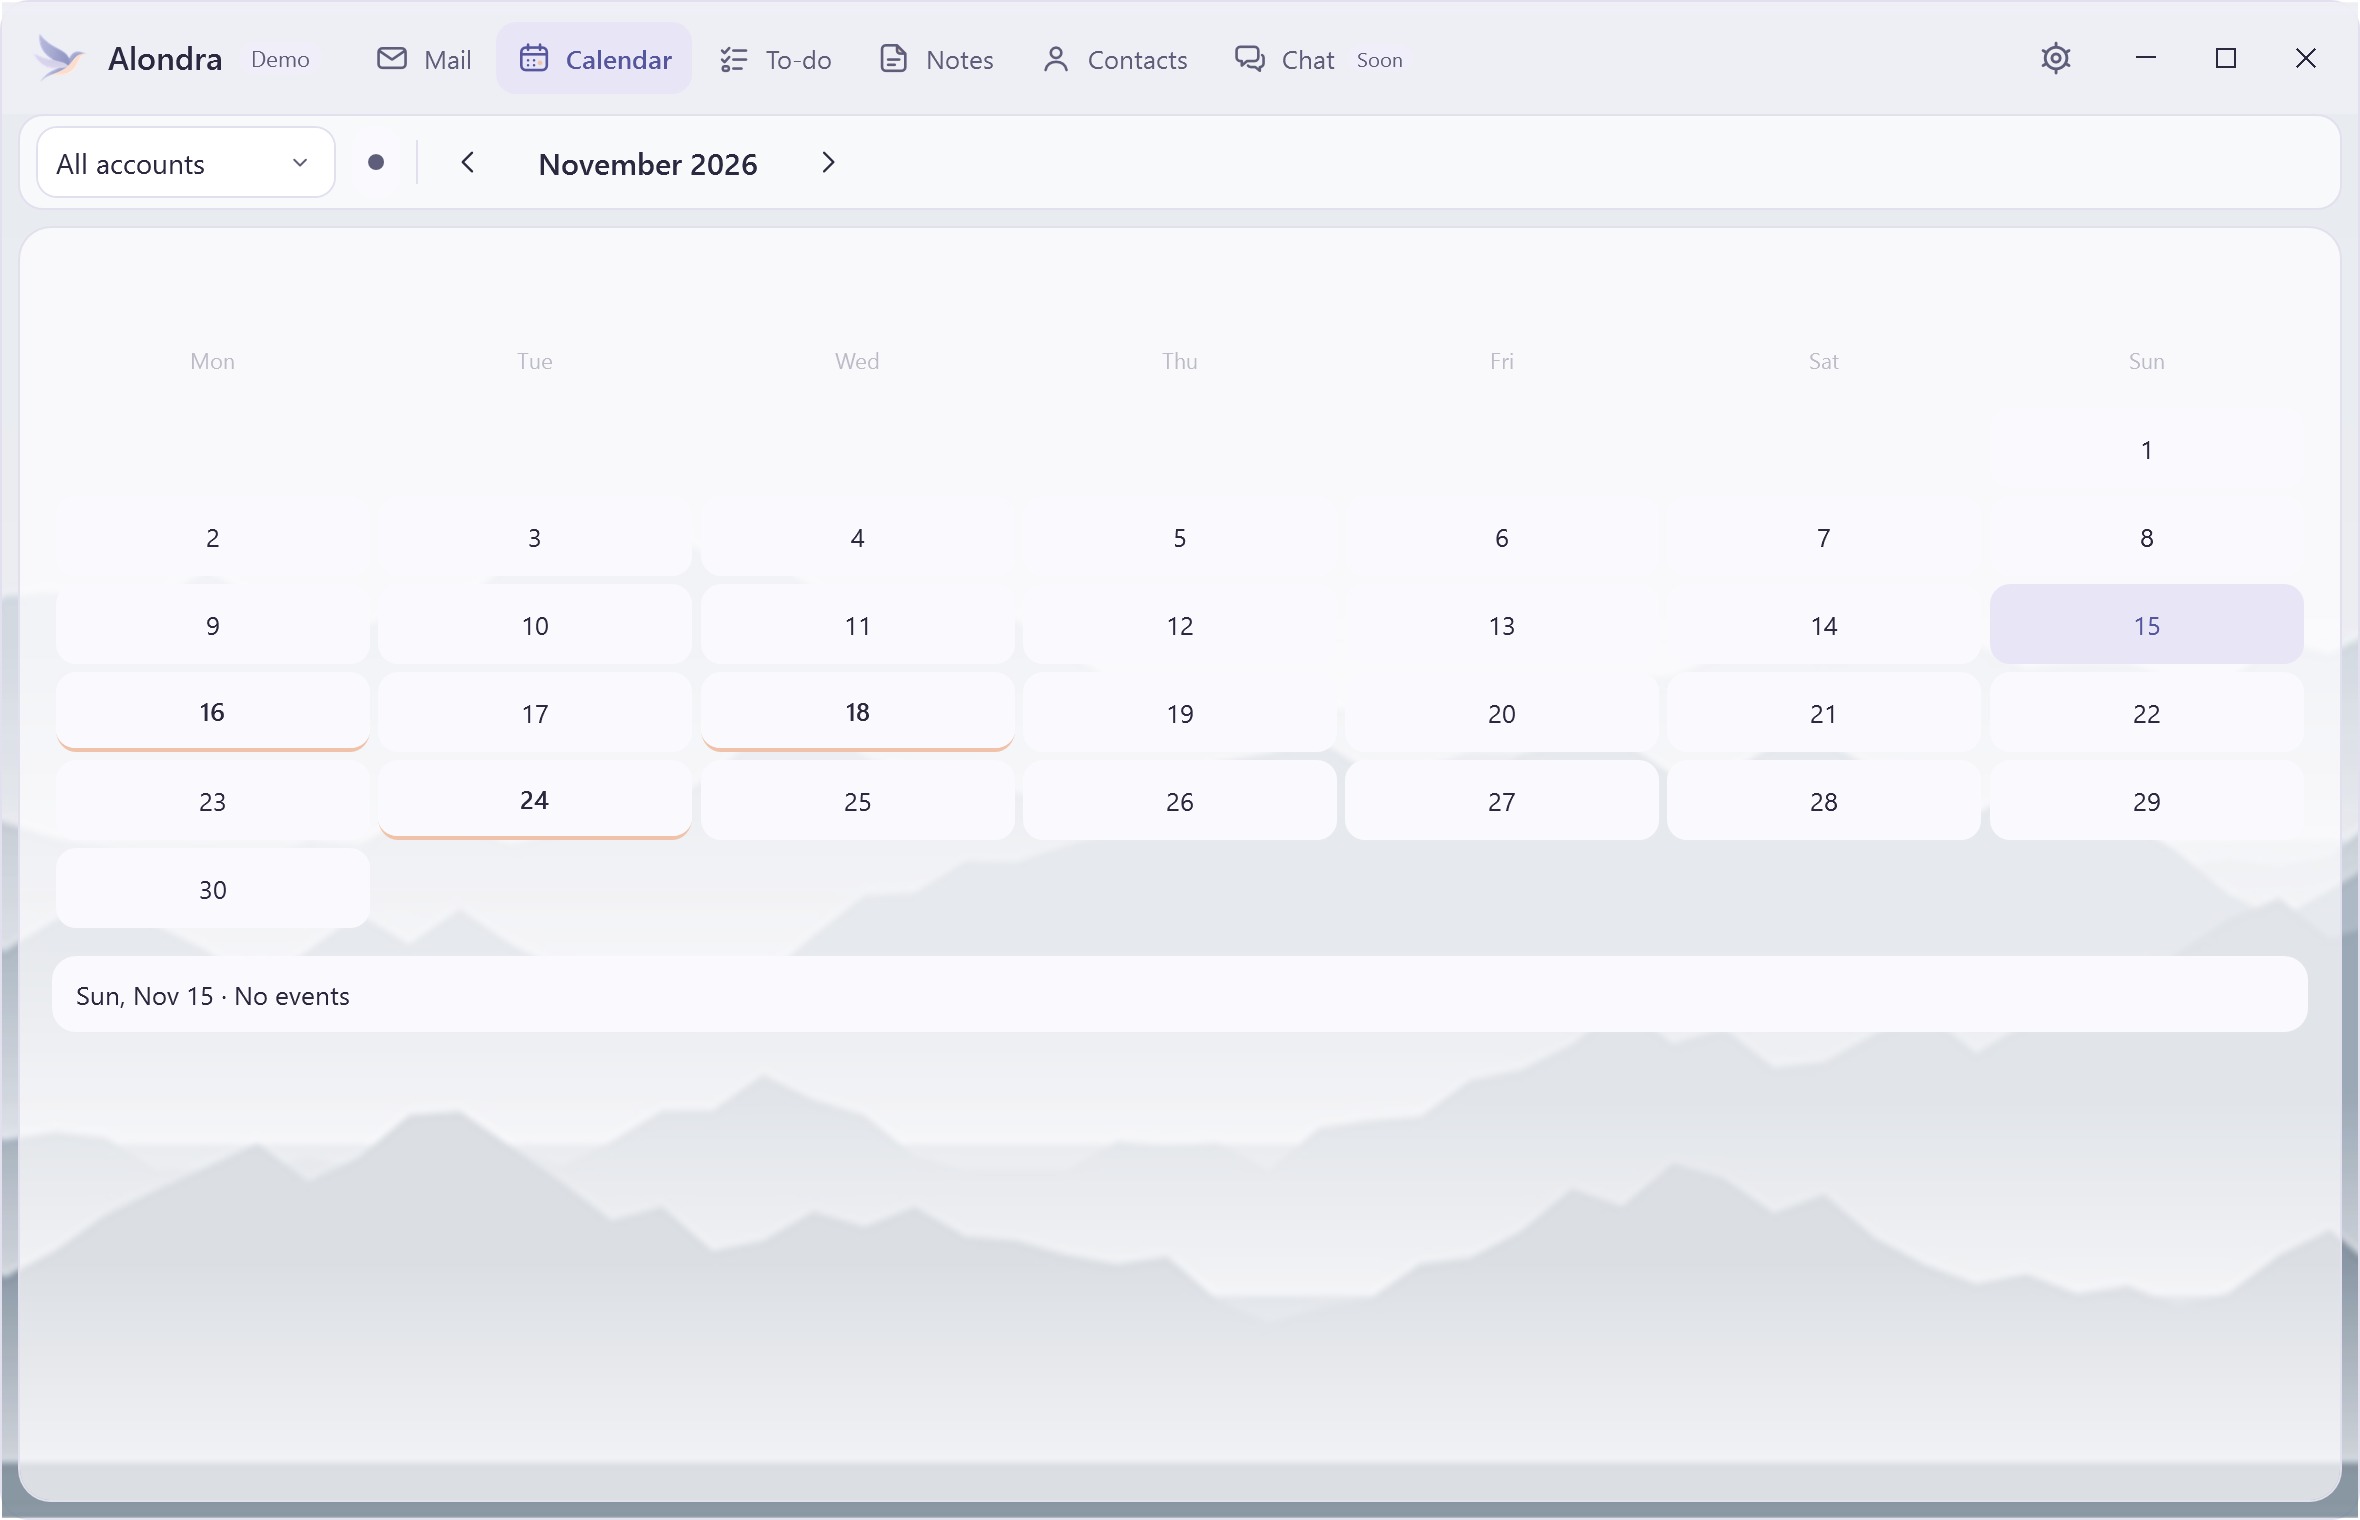 Alondra Demo Mail Calendar To-do Notes Contacts Chat Soon
All accounts November 2026
Mon Tue Wed Thu Fri Sat Sun
1
2 3 4 5 6 7 8
9 10 11 12 13 14 15
16 17 18 19 20 21 22
23 24 25 26 27 28 29
30
Sun, Nov 15 · No events